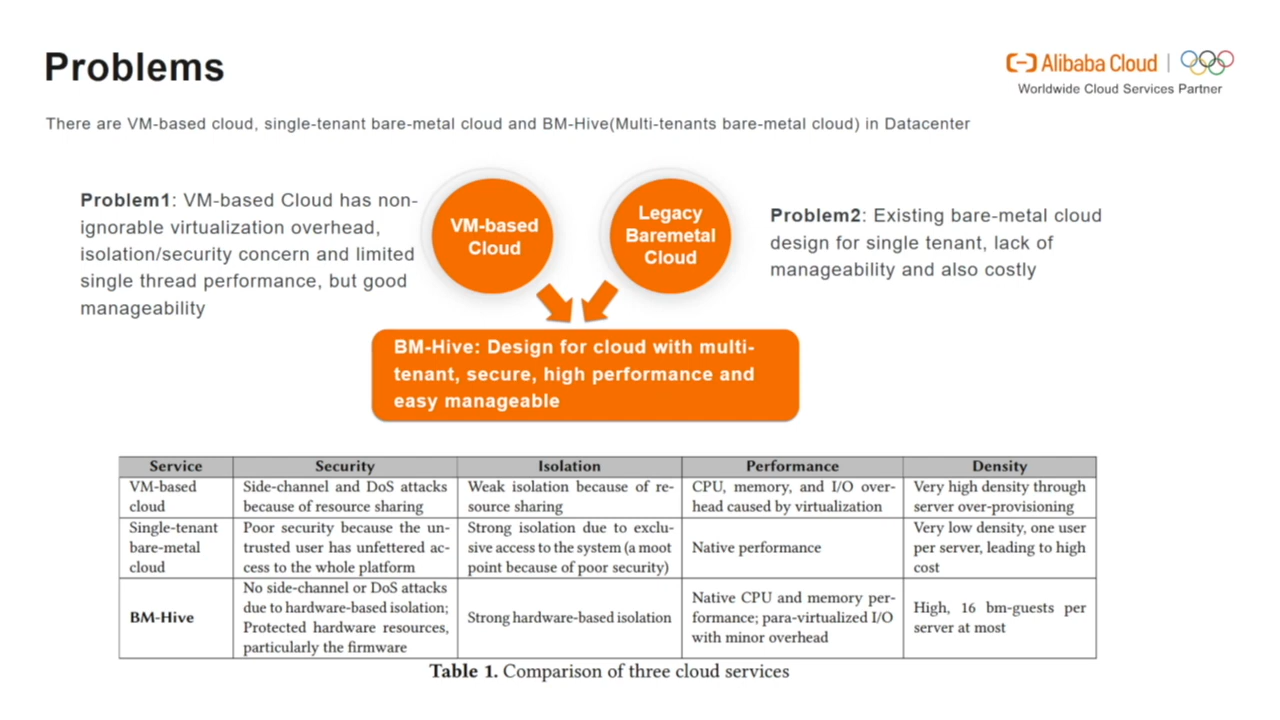 Problems
Alibaba Cloud
Worldwide Cloud Services Partner
There are VM-based cloud, single-tenant bare-metal cloud and BM-Hive(Multi-tenants bare-metal cloud) in Datacenter
Problem1: VM-based Cloud has non-
ignorable virtualization overhead,
isolation/security concern and limited
single thread performance, but good
manageability
VM-based
Cloud
Legacy
Baremetal
Cloud
Problem2: Existing bare-metal cloud
design for single tenant, lack of
manageability and also costly
BM-Hive: Design for cloud with multi-
tenant, secure, high performance and
easy manageable
Service
Security
Isolation
Performance
Density
VM-based
cloud
Side-channel and DoS attacks
because of resource sharing
Weak isolation because of re-
source sharing
CPU, memory, and I/O over-
head caused by virtualization
Very high density through
server over-provisioning
Single-tenant
bare-metal
cloud
Poor security because the un-
trusted user has unfettered ac-
cess to the whole platform
Strong isolation due to exclu-
sive access to the system (a moot
point because of poor security)
Native performance
Very low density, one user
per server, leading to high
cost
BM-Hive
No side-channel or DoS attacks
due to hardware-based isolation;
Protected hardware resources,
particularly the firmware
Strong hardware-based isolation
Native CPU and memory per-
formance; para-virtualized I/O
with minor overhead
High, 16 bm-guests per
server at most
Table 1. Comparison of three cloud services